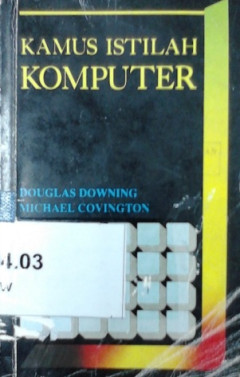 KAMUS ISTILAH
KOMPUTER
DOUGLAS DOWNING
MICHAEL COVINGTON
4.03